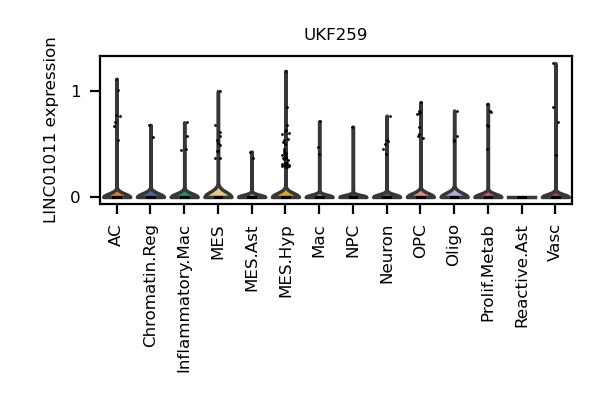 UKF259
LINC01011 expression
1
0
AC
Chromatin.Reg
Inflammatory.Mac
MES
MES.Ast
MES.Hyp
Mac
NPC
Neuron
OPC
Oligo
Prolif.Metab
Reactive.Ast
Vasc